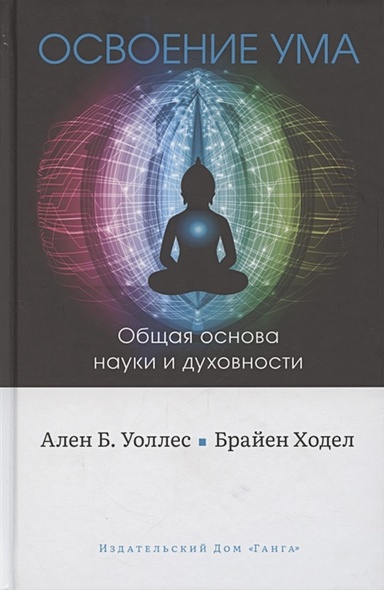 ОСВОЕНИЕ УМА
Общая основа
науки и духовности
Ален Б. Уоллес ▪ Брайен Ходел
Издательский Дом «Ганга»